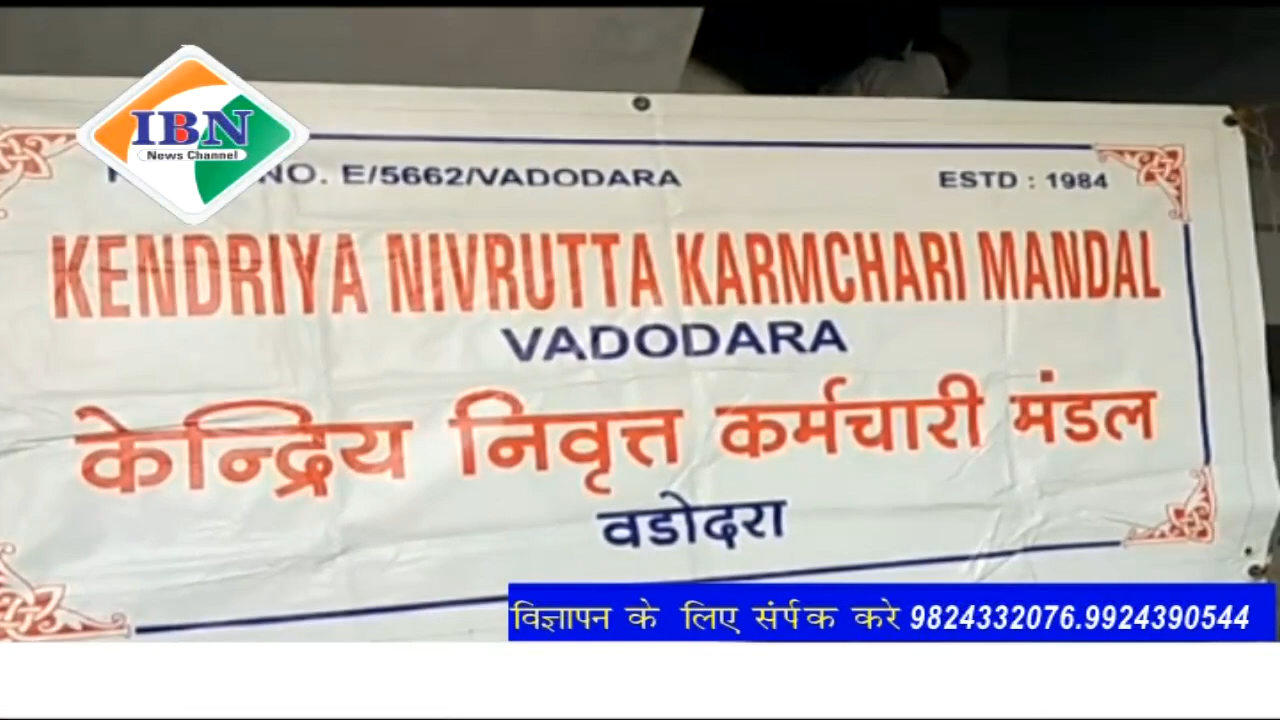 IBN
News Channel
NO. E/5662/VADODARA
ESTD : 1984
KENDRIYA NIVRUTTA KARMCHARI MANDAL
VADODARA
केन्द्रिय निवृत्त कर्मचारी मंडल
वडोदरा
विज्ञापन के लिए संर्पक करे 9824332076.9924390544